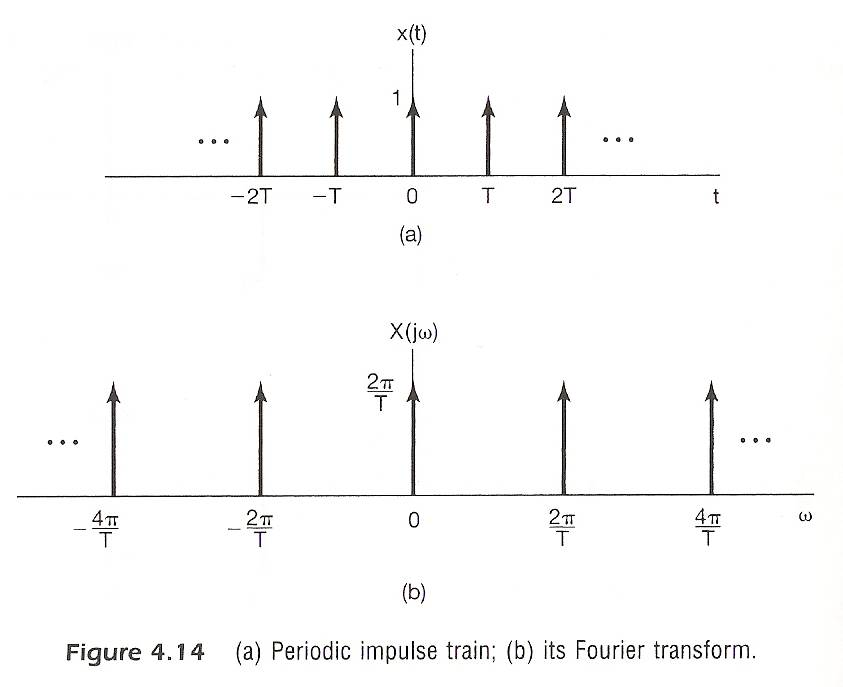 x(t)
1
... ...
−2T −T 0 T 2T t
(a)
X(jω)
2π/T
... ...
−4π/T −2π/T 0 2π/T 4π/T ω
(b)
Figure 4.14 (a) Periodic impulse train; (b) its Fourier transform.